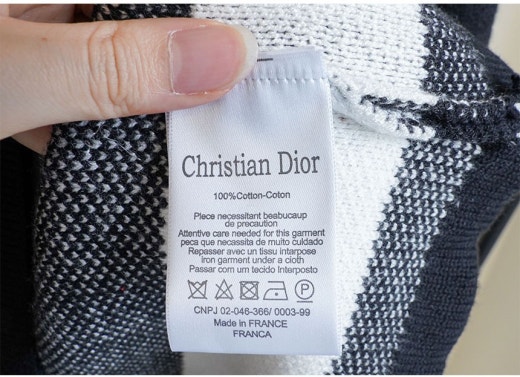 Christian Dior
100%Cotton-Coton
Piece necessitant beabucaup
de precaution
Attentive care needed for this garment
peca que necassita de muito culdado
Repasser avec un tissu interpose
iron garment under a cloth
Passar com um tecido Interposto
P
CNPJ 02-046-366/ 0003-99
Made in FRANCE
FRANCA